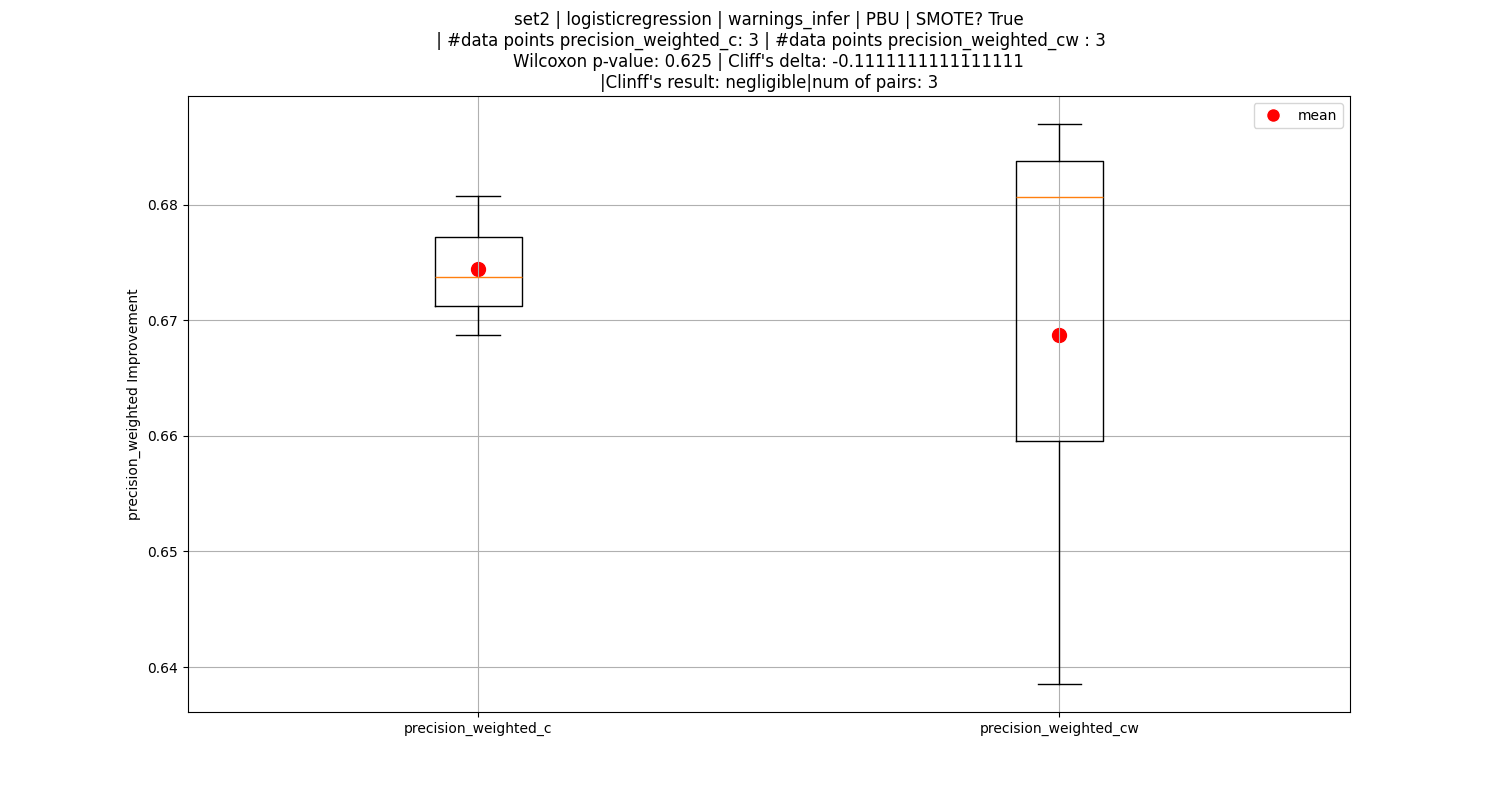 set2 | logisticregression | warnings_infer | PBU | SMOTE? True
| #data points precision_weighted_c: 3 | #data points precision_weighted_cw : 3
Wilcoxon p-value: 0.625 | Cliff's delta: -0.1111111111111111
|Clinff's result: negligible|num of pairs: 3
mean
precision_weighted Improvement
0.68
0.67
0.66
0.65
0.64
precision_weighted_c
precision_weighted_cw